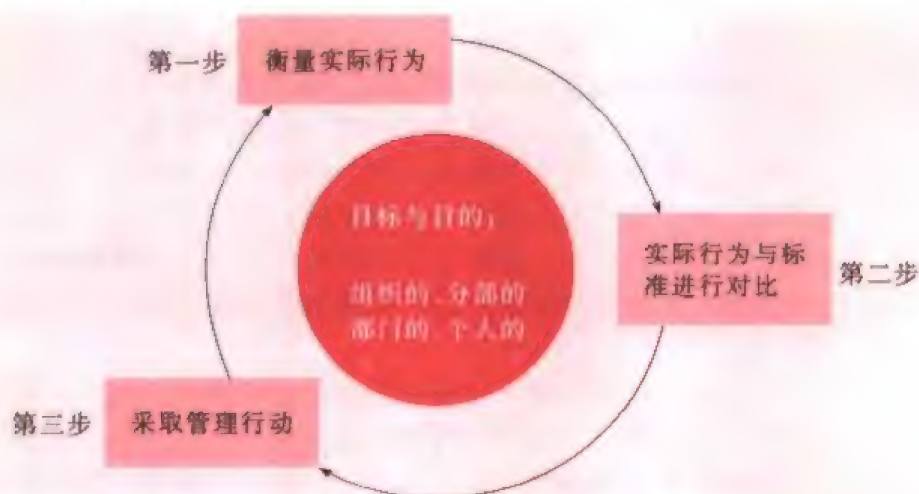 第一步
衡量实际行为
目标与目的：
组织的、分部的
部门的、个人的
实际行为与标
准进行对比
第二步
第三步
采取管理行动